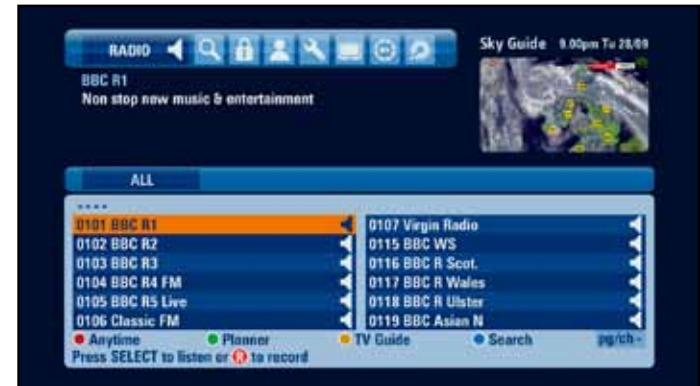 RADIO
Sky Guide 9.00pm Tu 28/09
BBC R1
Non stop new music & entertainment
ALL
0101 BBC R1
0102 BBC R2
0103 BBC R3
0104 BBC R4 FM
0105 BBC R5 Live
0106 Classic FM
0107 Virgin Radio
0115 BBC WS
0116 BBC R Scot.
0117 BBC R Wales
0118 BBC R Ulster
0119 BBC Asian N
Anytime Planner TV Guide Search pg/ch -
Press SELECT to listen or R to record